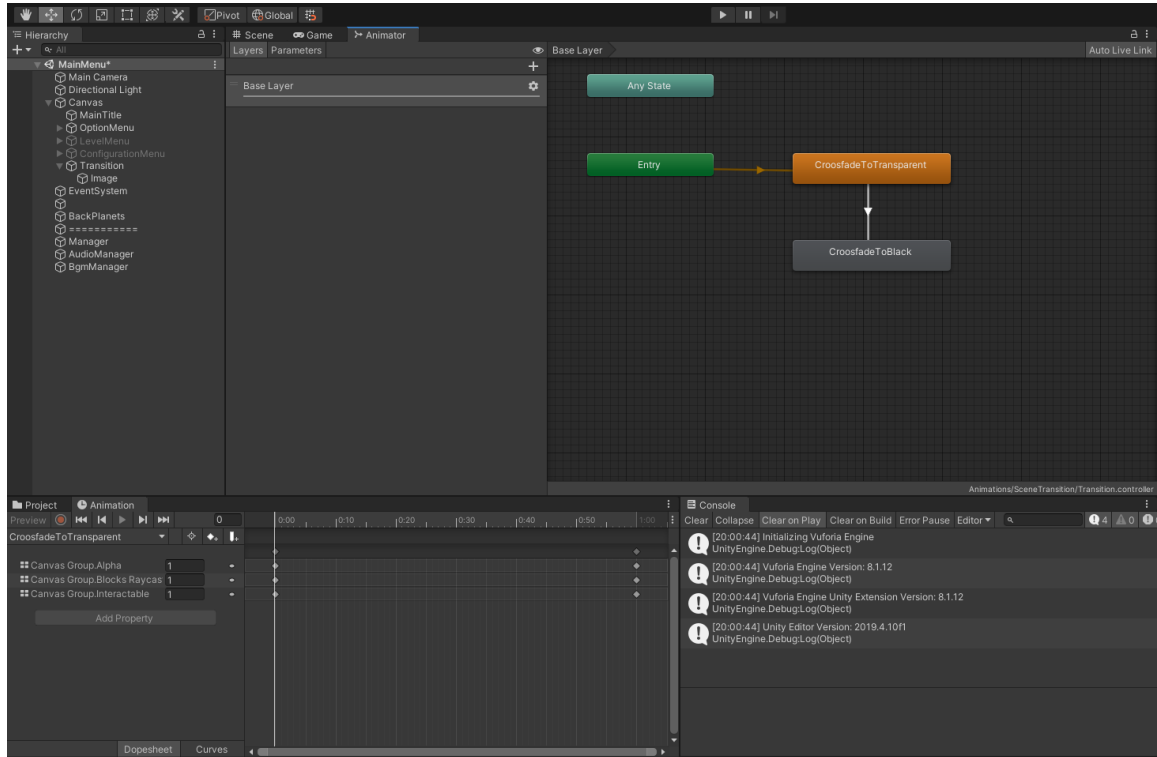 Pivot Global
Hierarchy
All
MainMenu*
Main Camera
Directional Light
Canvas
MainTitle
OptionMenu
LevelMenu
ConfigurationMenu
Transition
Image
EventSystem
BackPlanets
===========
Manager
AudioManager
BgmManager
Scene Game Animator
Layers Parameters
Base Layer
Base Layer
Auto Live Link
Any State
Entry
CroosfadeToTransparent
CroosfadeToBlack
Animations/SceneTransition/Transition.controller
Project Animation
Preview 0
0:00 0:10 0:20 0:30 0:40 0:50 1:00
CroosfadeToTransparent
Canvas Group.Alpha 1
Canvas Group.Blocks Raycas 1
Canvas Group.Interactable 1
Add Property
Dopesheet Curves
Console
Clear Collapse Clear on Play Clear on Build Error Pause Editor 4 0
[20:00:44] Initializing Vuforia Engine
UnityEngine.Debug:Log(Object)
[20:00:44] Vuforia Engine Version: 8.1.12
UnityEngine.Debug:Log(Object)
[20:00:44] Vuforia Engine Unity Extension Version: 8.1.12
UnityEngine.Debug:Log(Object)
[20:00:44] Unity Editor Version: 2019.4.10f1
UnityEngine.Debug:Log(Object)